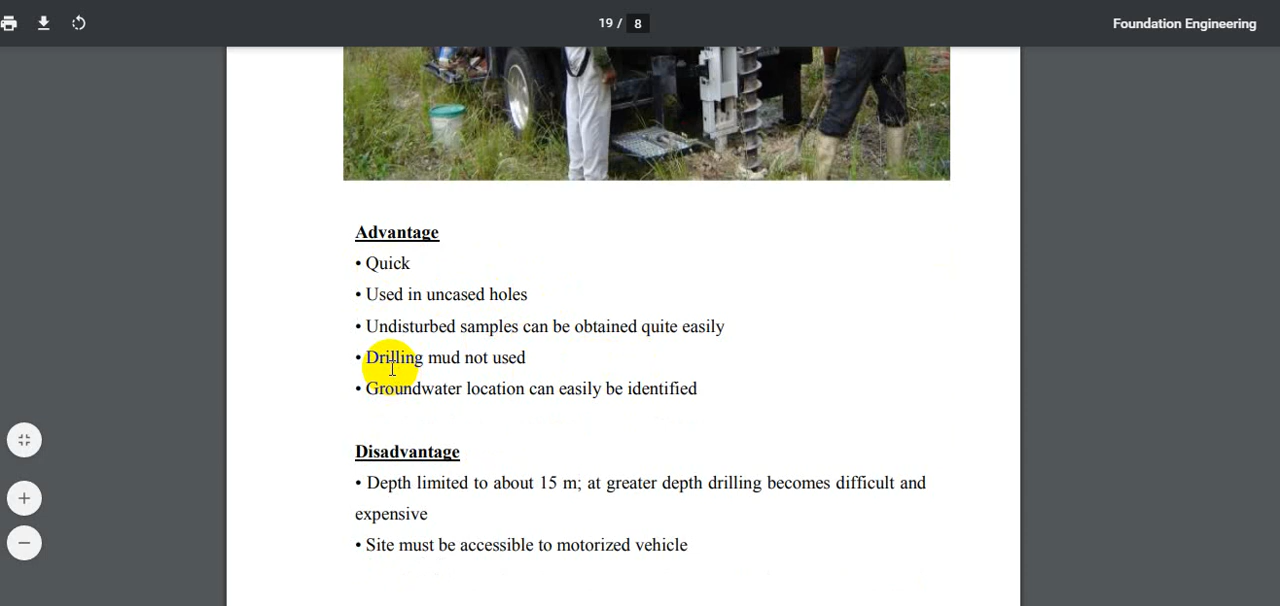 19 / 8
Foundation Engineering
Advantage
• Quick
• Used in uncased holes
• Undisturbed samples can be obtained quite easily
• Drilling mud not used
• Groundwater location can easily be identified
Disadvantage
• Depth limited to about 15 m; at greater depth drilling becomes difficult and
expensive
• Site must be accessible to motorized vehicle